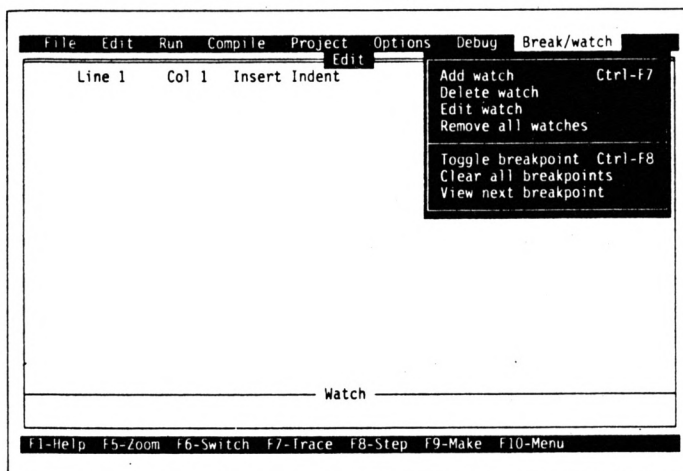 File Edit Run Compile Project Options Debug Break/watch
Edit
Line 1 Col 1 Insert Indent
Add watch Ctrl-F7
Delete watch
Edit watch
Remove all watches
Toggle breakpoint Ctrl-F8
Clear all breakpoints
View next breakpoint
Watch
F1-Help F5-Zoom F6-Switch F7-Trace F8-Step F9-Make F10-Menu